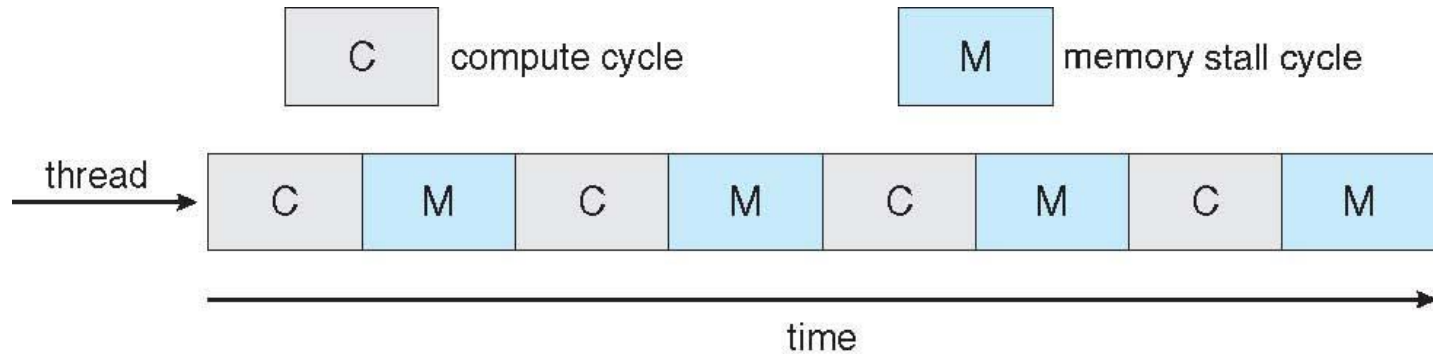 C compute cycle M memory stall cycle
thread
C M C M C M C M
time